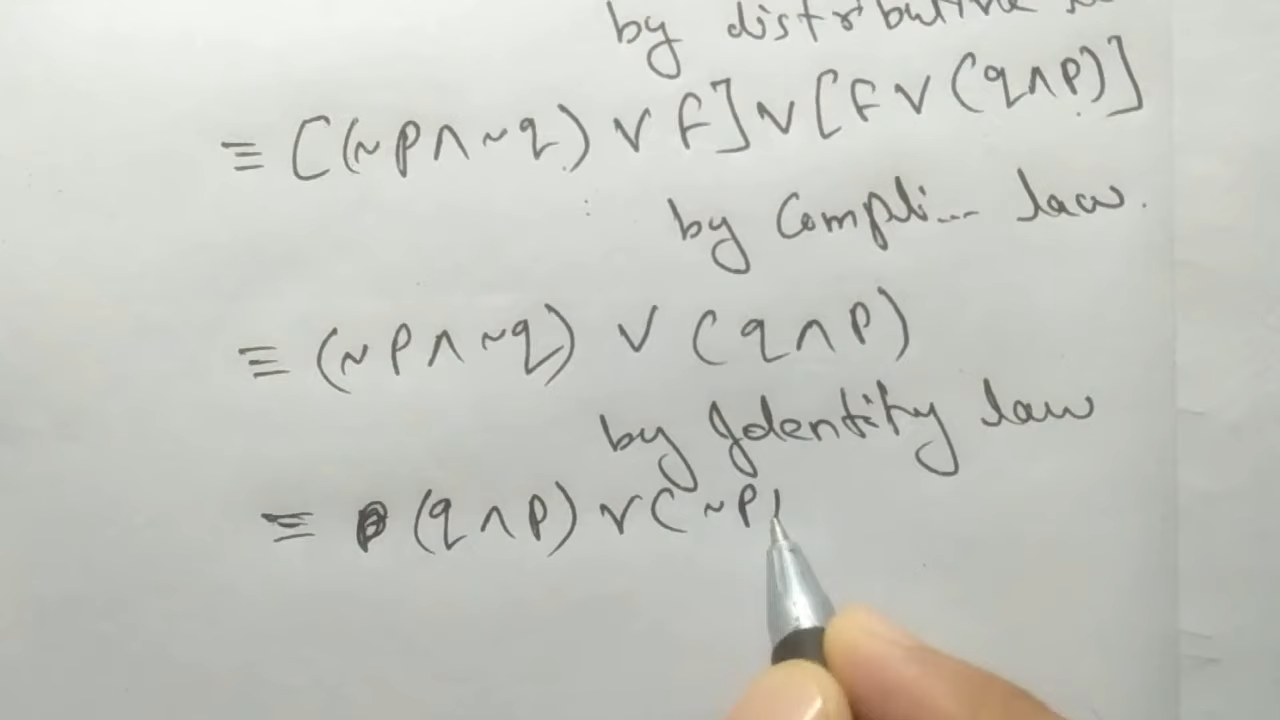 by distributive
≡ [(~p∧~q) ∨ F] ∨ [F ∨ (q∧p)]
by Compli... law.
≡ (~p∧~q) ∨ (q∧p)
by Identity law
≡ (q∧p) ∨ (~p